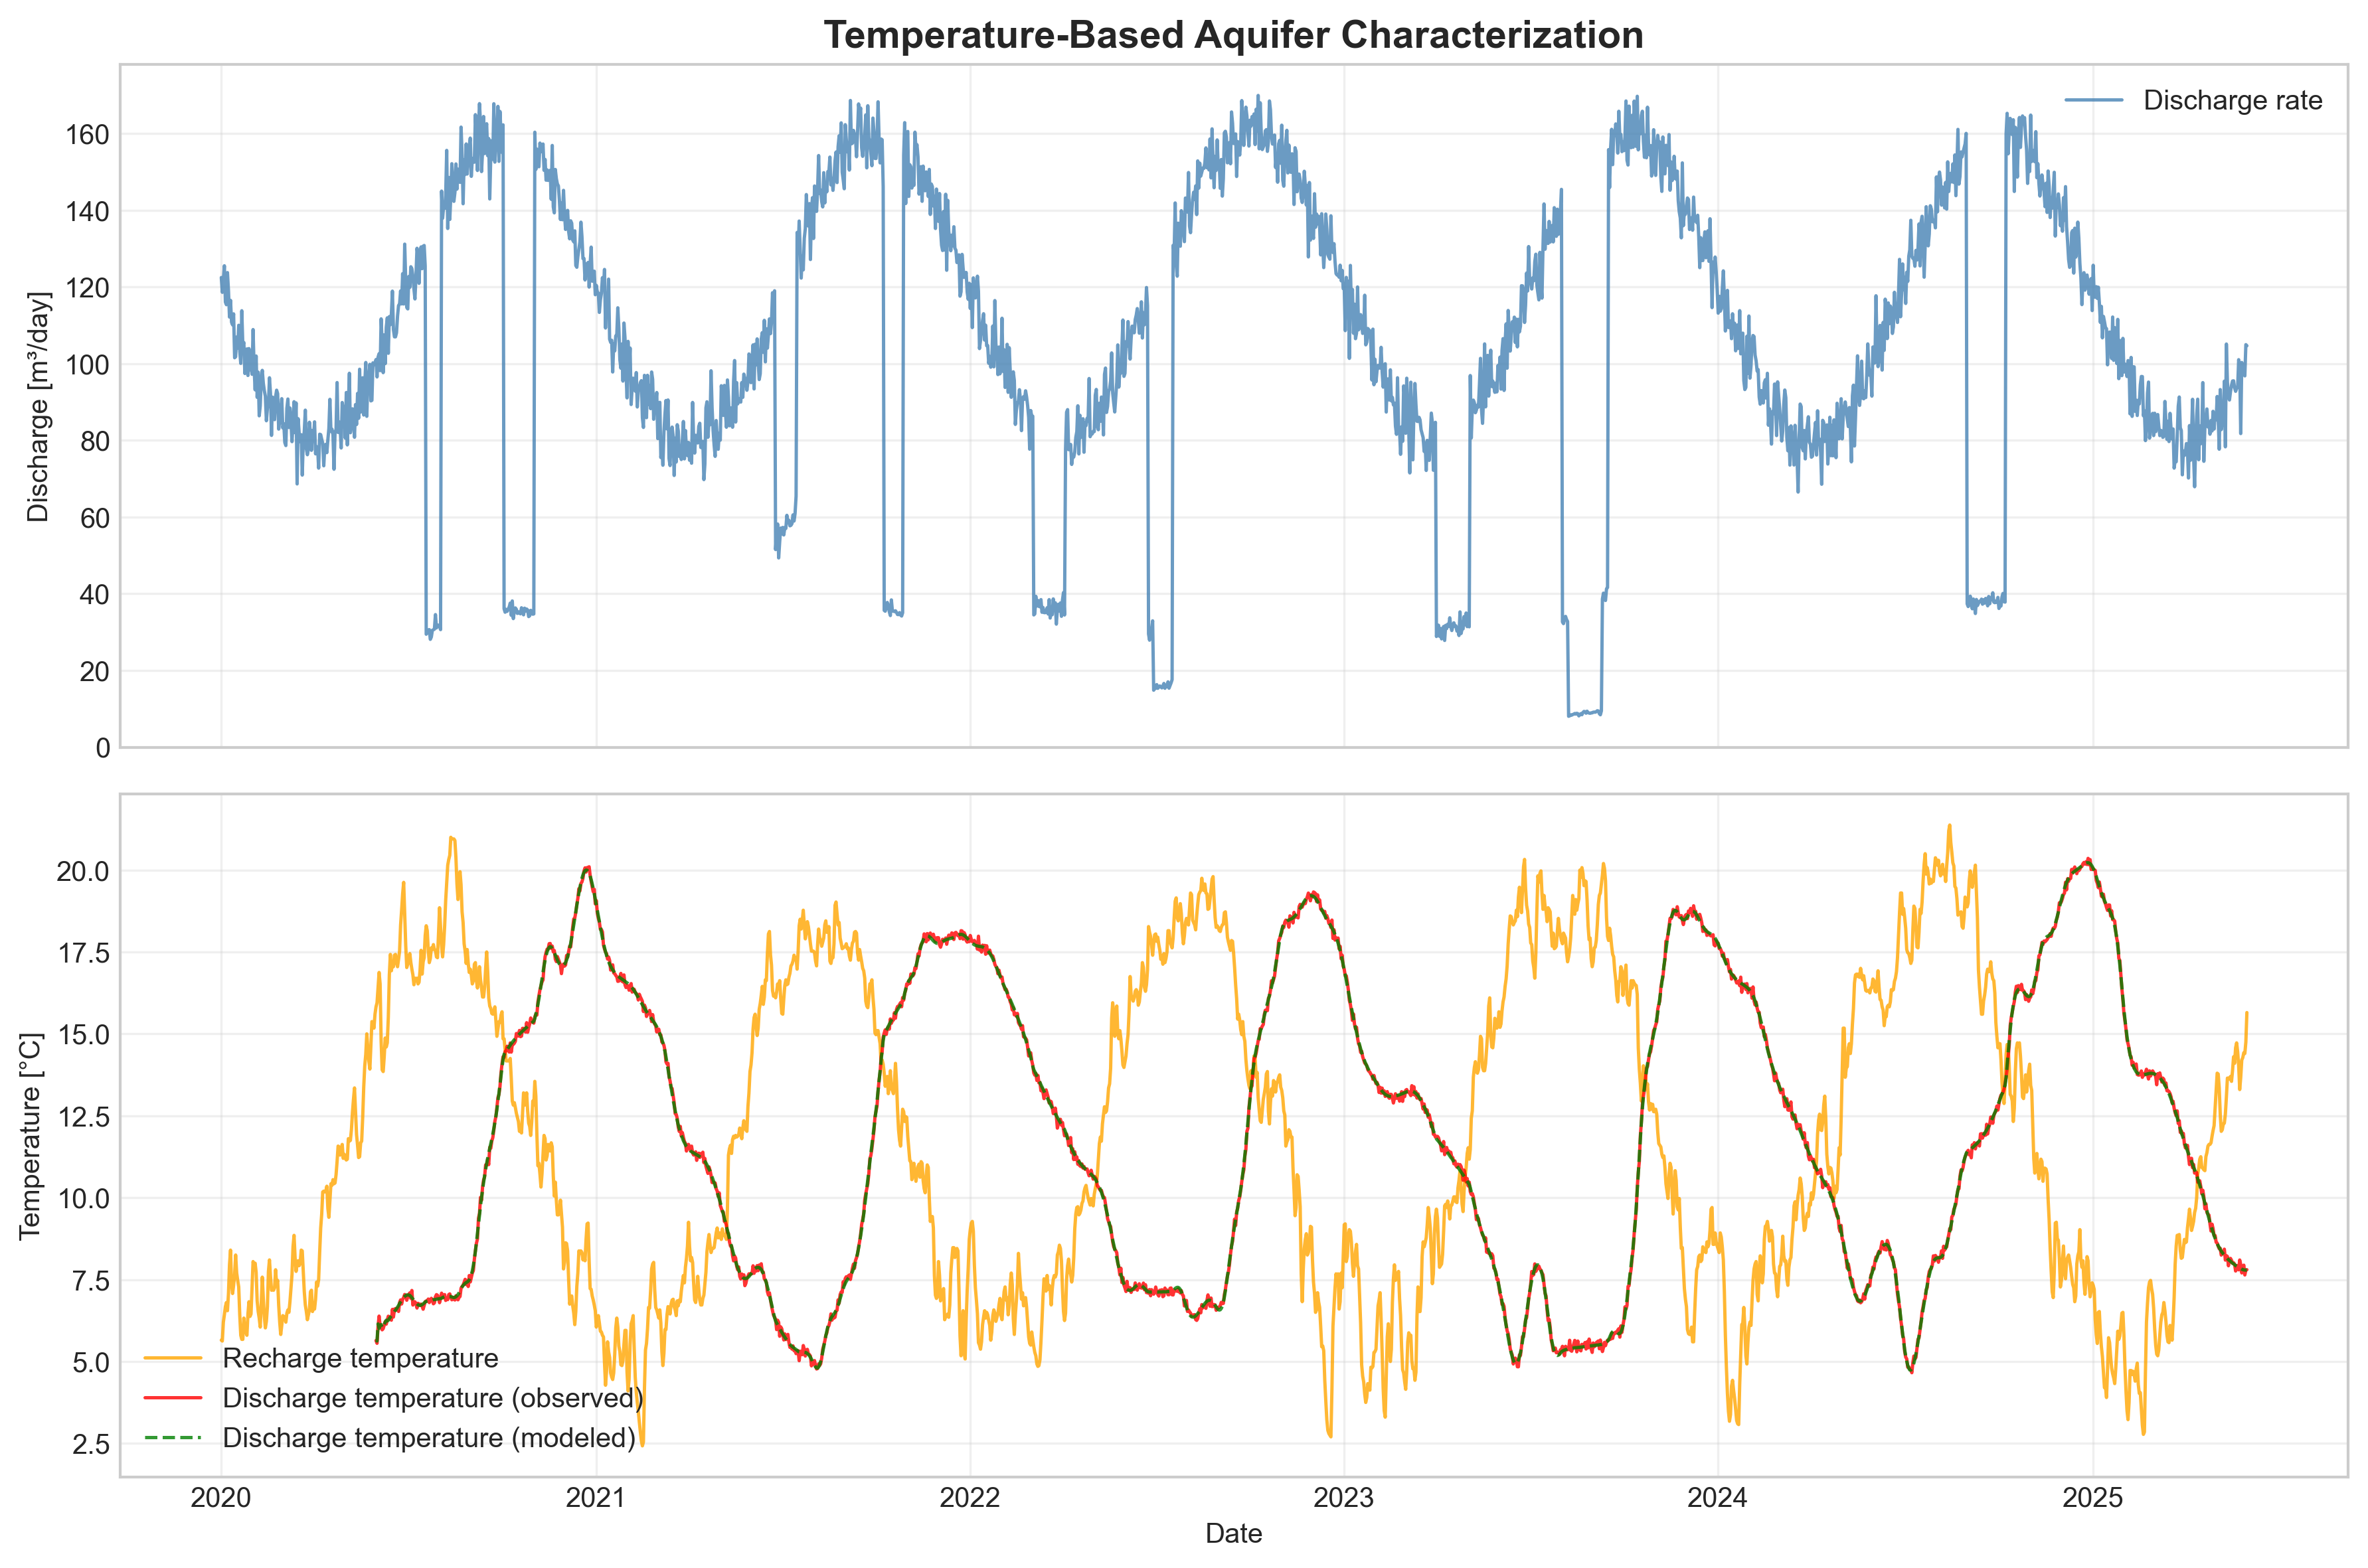 Temperature-Based Aquifer Characterization
Discharge rate
Discharge [m³/day]
160
140
120
100
80
60
40
20
0
Temperature [°C]
20.0
17.5
15.0
12.5
10.0
7.5
5.0
2.5
Recharge temperature
Discharge temperature (observed)
Discharge temperature (modeled)
2020 2021 2022 2023 2024 2025
Date